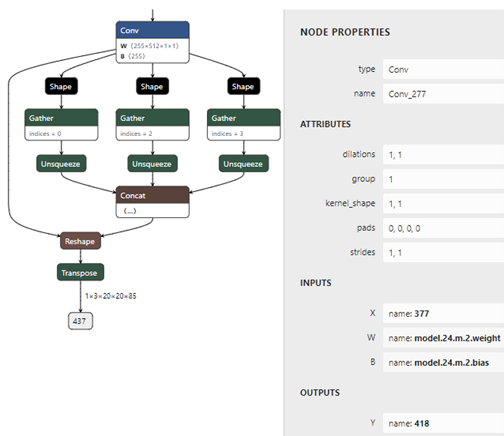 Conv
W ⟨255×512×1×1⟩
B ⟨255⟩
Shape
Shape
Shape
Gather
indices = 0
Gather
indices = 2
Gather
indices = 3
Unsqueeze
Unsqueeze
Unsqueeze
Concat
⟨...⟩
Reshape
Transpose
1×3×20×20×85
437
NODE PROPERTIES
type
Conv
name
Conv_277
ATTRIBUTES
dilations
1, 1
group
1
kernel_shape
1, 1
pads
0, 0, 0, 0
strides
1, 1
INPUTS
X
name: 377
W
name: model.24.m.2.weight
B
name: model.24.m.2.bias
OUTPUTS
Y
name: 418